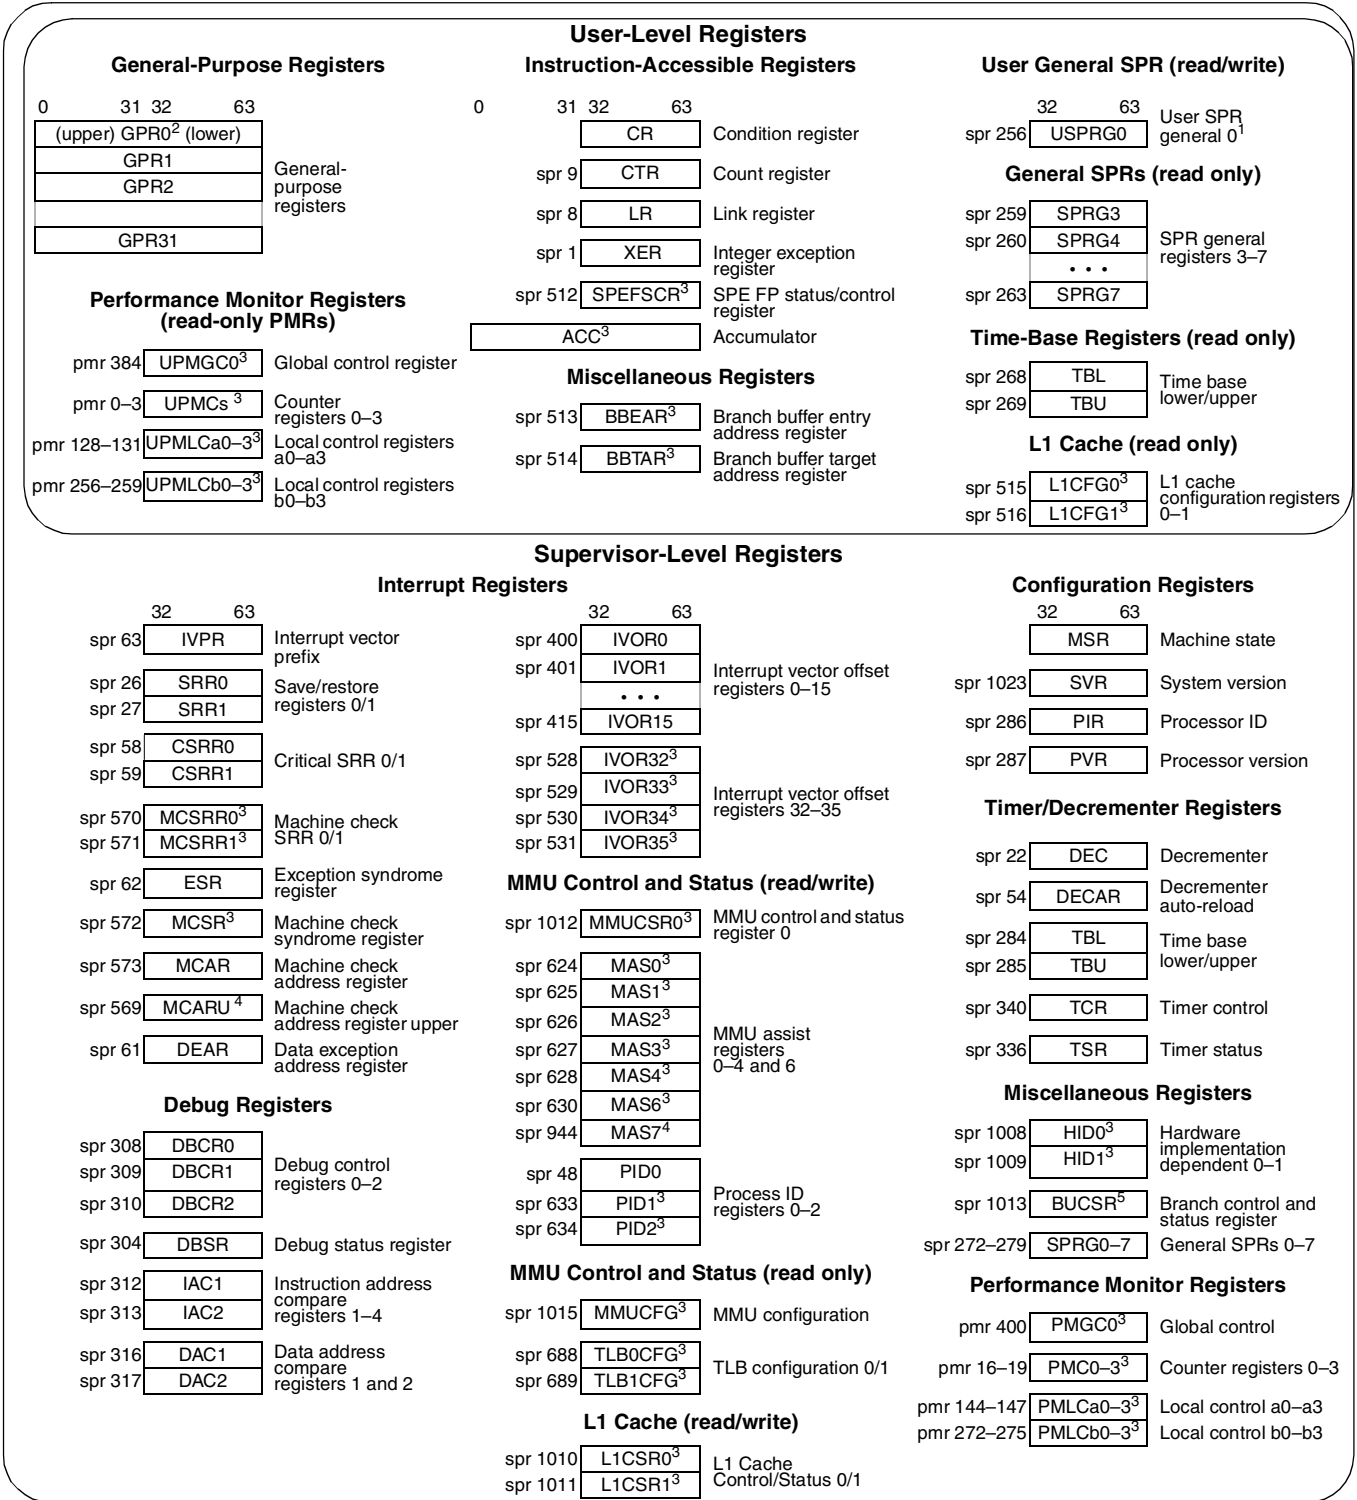 User-Level Registers
General-Purpose Registers
0 31 32 63
(upper) GPR0² (lower)
GPR1
GPR2
GPR31
General-
purpose
registers
Performance Monitor Registers
(read-only PMRs)
pmr 384 UPMGC0³ Global control register
pmr 0–3 UPMCs ³ Counter
registers 0–3
pmr 128–131 UPMLCa0–3³ Local control registers
a0–a3
pmr 256–259 UPMLCb0–3³ Local control registers
b0–b3
Instruction-Accessible Registers
0 31 32 63
CR Condition register
spr 9 CTR Count register
spr 8 LR Link register
spr 1 XER Integer exception
register
spr 512 SPEFSCR³ SPE FP status/control
register
ACC³ Accumulator
Miscellaneous Registers
spr 513 BBEAR³ Branch buffer entry
address register
spr 514 BBTAR³ Branch buffer target
address register
User General SPR (read/write)
32 63
spr 256 USPRG0 User SPR
general 0¹
General SPRs (read only)
spr 259 SPRG3
spr 260 SPRG4
• • •
spr 263 SPRG7
SPR general
registers 3–7
Time-Base Registers (read only)
spr 268 TBL
spr 269 TBU
Time base
lower/upper
L1 Cache (read only)
spr 515 L1CFG0³
spr 516 L1CFG1³
L1 cache
configuration registers
0–1
Supervisor-Level Registers
Interrupt Registers
32 63
spr 63 IVPR Interrupt vector
prefix
spr 26 SRR0
spr 27 SRR1
Save/restore
registers 0/1
spr 58 CSRR0
spr 59 CSRR1
Critical SRR 0/1
spr 570 MCSRR0³
spr 571 MCSRR1³
Machine check
SRR 0/1
spr 62 ESR Exception syndrome
register
spr 572 MCSR³ Machine check
syndrome register
spr 573 MCAR Machine check
address register
spr 569 MCARU ⁴ Machine check
address register upper
spr 61 DEAR Data exception
address register
Debug Registers
spr 308 DBCR0
spr 309 DBCR1
spr 310 DBCR2
Debug control
registers 0–2
spr 304 DBSR Debug status register
spr 312 IAC1
spr 313 IAC2
Instruction address
compare
registers 1–4
spr 316 DAC1
spr 317 DAC2
Data address
compare
registers 1 and 2
32 63
spr 400 IVOR0
spr 401 IVOR1
• • •
spr 415 IVOR15
Interrupt vector offset
registers 0–15
spr 528 IVOR32³
spr 529 IVOR33³
spr 530 IVOR34³
spr 531 IVOR35³
Interrupt vector offset
registers 32–35
MMU Control and Status (read/write)
spr 1012 MMUCSR0³ MMU control and status
register 0
spr 624 MAS0³
spr 625 MAS1³
spr 626 MAS2³
spr 627 MAS3³
spr 628 MAS4³
spr 630 MAS6³
spr 944 MAS7⁴
MMU assist
registers
0–4 and 6
spr 48 PID0
spr 633 PID1³
spr 634 PID2³
Process ID
registers 0–2
MMU Control and Status (read only)
spr 1015 MMUCFG³ MMU configuration
spr 688 TLB0CFG³
spr 689 TLB1CFG³
TLB configuration 0/1
L1 Cache (read/write)
spr 1010 L1CSR0³
spr 1011 L1CSR1³
L1 Cache
Control/Status 0/1
Configuration Registers
32 63
MSR Machine state
spr 1023 SVR System version
spr 286 PIR Processor ID
spr 287 PVR Processor version
Timer/Decrementer Registers
spr 22 DEC Decrementer
spr 54 DECAR Decrementer
auto-reload
spr 284 TBL
spr 285 TBU
Time base
lower/upper
spr 340 TCR Timer control
spr 336 TSR Timer status
Miscellaneous Registers
spr 1008 HID0³
spr 1009 HID1³
Hardware
implementation
dependent 0–1
spr 1013 BUCSR⁵ Branch control and
status register
spr 272–279 SPRG0–7 General SPRs 0–7
Performance Monitor Registers
pmr 400 PMGC0³ Global control
pmr 16–19 PMC0–3³ Counter registers 0–3
pmr 144–147 PMLCa0–3³ Local control a0–a3
pmr 272–275 PMLCb0–3³ Local control b0–b3